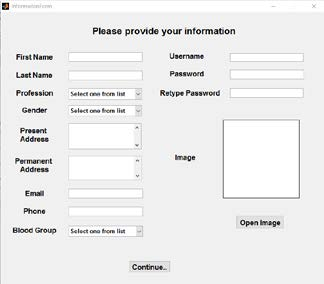 informationForm
Please provide your information
First Name
Last Name
Profession Select one from list
Gender Select one from list
Present
Address
Permanent
Address
Email
Phone
Blood Group Select one from list
Username
Password
Retype Password
Image
Open Image
Continue..